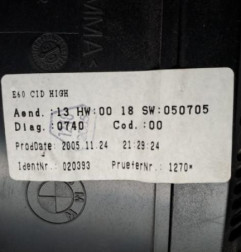 E60 CID HIGH
Aend.:13 HW:00 18 SW:050705
Diag.:0740 Cod.:00
ProdDate: 2005.11.24 21:29:24
IdentNr.:020393 PrueferNr.:1270*